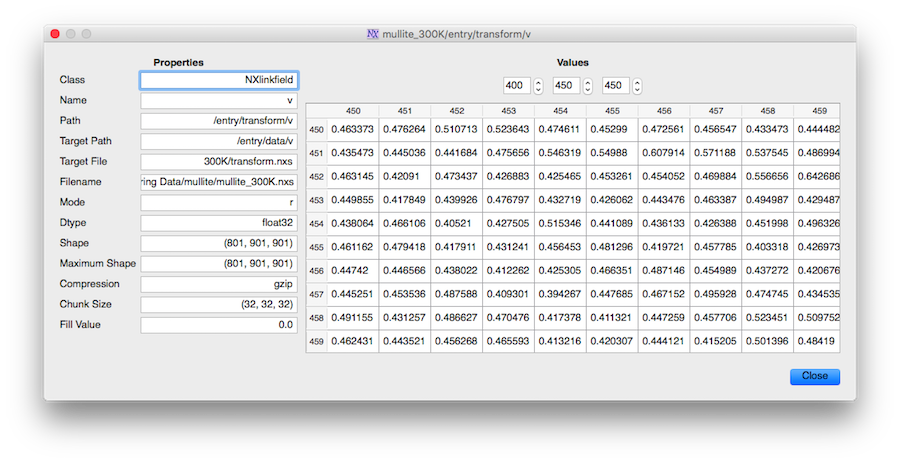 NX mullite_300K/entry/transform/v
Properties
Class NXlinkfield
Name v
Path /entry/transform/v
Target Path /entry/data/v
Target File 300K/transform.nxs
Filename ring Data/mullite/mullite_300K.nxs
Mode r
Dtype float32
Shape (801, 901, 901)
Maximum Shape (801, 901, 901)
Compression gzip
Chunk Size (32, 32, 32)
Fill Value 0.0
Values
400 450 450
450 451 452 453 454 455 456 457 458 459
450 0.463373 0.476264 0.510713 0.523643 0.474611 0.45299 0.472561 0.456547 0.433473 0.444482
451 0.435473 0.445036 0.441684 0.475656 0.546319 0.54988 0.607914 0.571188 0.537545 0.486994
452 0.463145 0.42091 0.473437 0.426883 0.425465 0.453261 0.454052 0.469884 0.556656 0.642686
453 0.449855 0.417849 0.439926 0.476797 0.432719 0.426062 0.443476 0.463387 0.494987 0.429487
454 0.438064 0.466106 0.40521 0.427505 0.515346 0.441089 0.436133 0.426388 0.451998 0.496326
455 0.461162 0.479418 0.417911 0.431241 0.456453 0.481296 0.419721 0.457785 0.403318 0.426973
456 0.44742 0.446566 0.438022 0.412262 0.425305 0.466351 0.487146 0.454989 0.437272 0.420676
457 0.445251 0.453536 0.487588 0.409301 0.394267 0.447685 0.467152 0.495928 0.474745 0.434535
458 0.491155 0.431257 0.486627 0.470476 0.417378 0.411321 0.447259 0.457706 0.523451 0.509752
459 0.462431 0.443521 0.456268 0.465593 0.413216 0.420307 0.444121 0.415205 0.501396 0.48419
Close